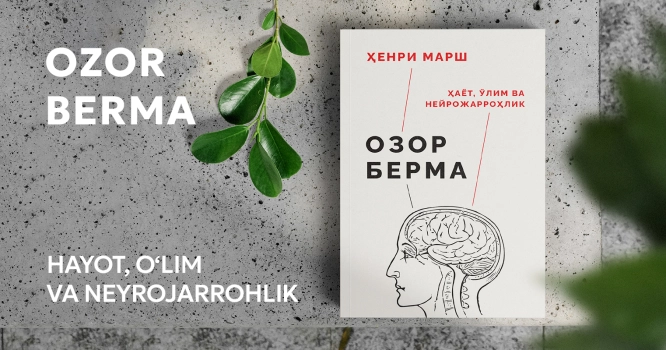 OZOR
BERMA
HAYOT, O‘LIM
VA NEYROJARROHLIK
ҲЕНРИ МАРШ
ҲАЁТ, ЎЛИМ ВА
НЕЙРОЖАРРОҲЛИК
ОЗОР
БЕРМА